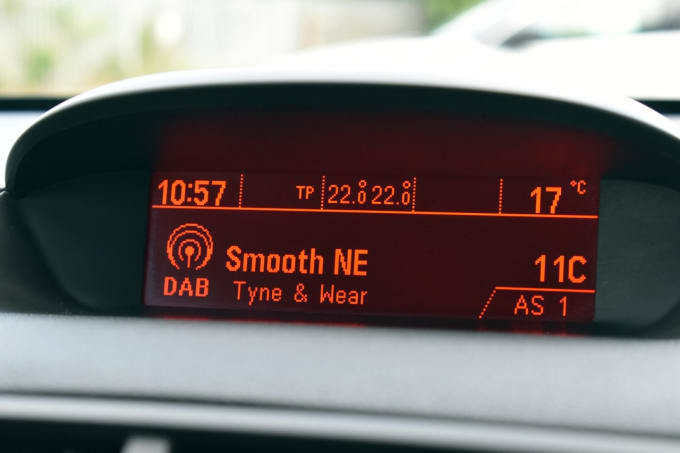 10:57 TP 22.0° 22.0° 17 °C
Smooth NE 11C
DAB Tyne & Wear AS 1